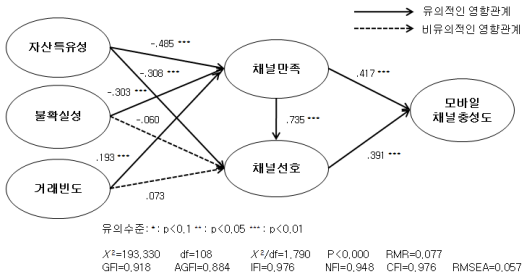 유의적인 영향관계
비유의적인 영향관계
자산특유성
-.485 ***
-.308 ***
채널만족
.417 ***
불확실성
-.303 ***
-.060
.735 ***
모바일
채널충성도
.193 ***
채널선호
.391 ***
거래빈도
.073
유의수준: *: p<0.1 **: p<0.05 ***: p<0.01
X²=193.330 df=108 X²/df=1.790 P<0.000 RMR=0.077
GFI=0.918 AGFI=0.884 IFI=0.976 NFI=0.948 CFI=0.976 RMSEA=0.057